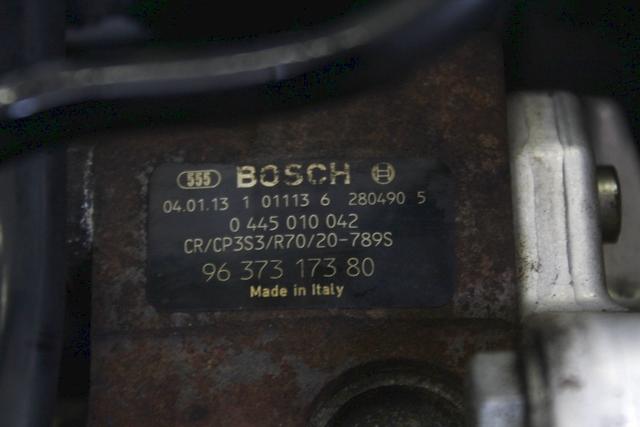 555 BOSCH
04.01.13 1 01113 6 280490 5
0 445 010 042
CR/CP3S3/R70/20-789S
96 373 173 80
Made in Italy